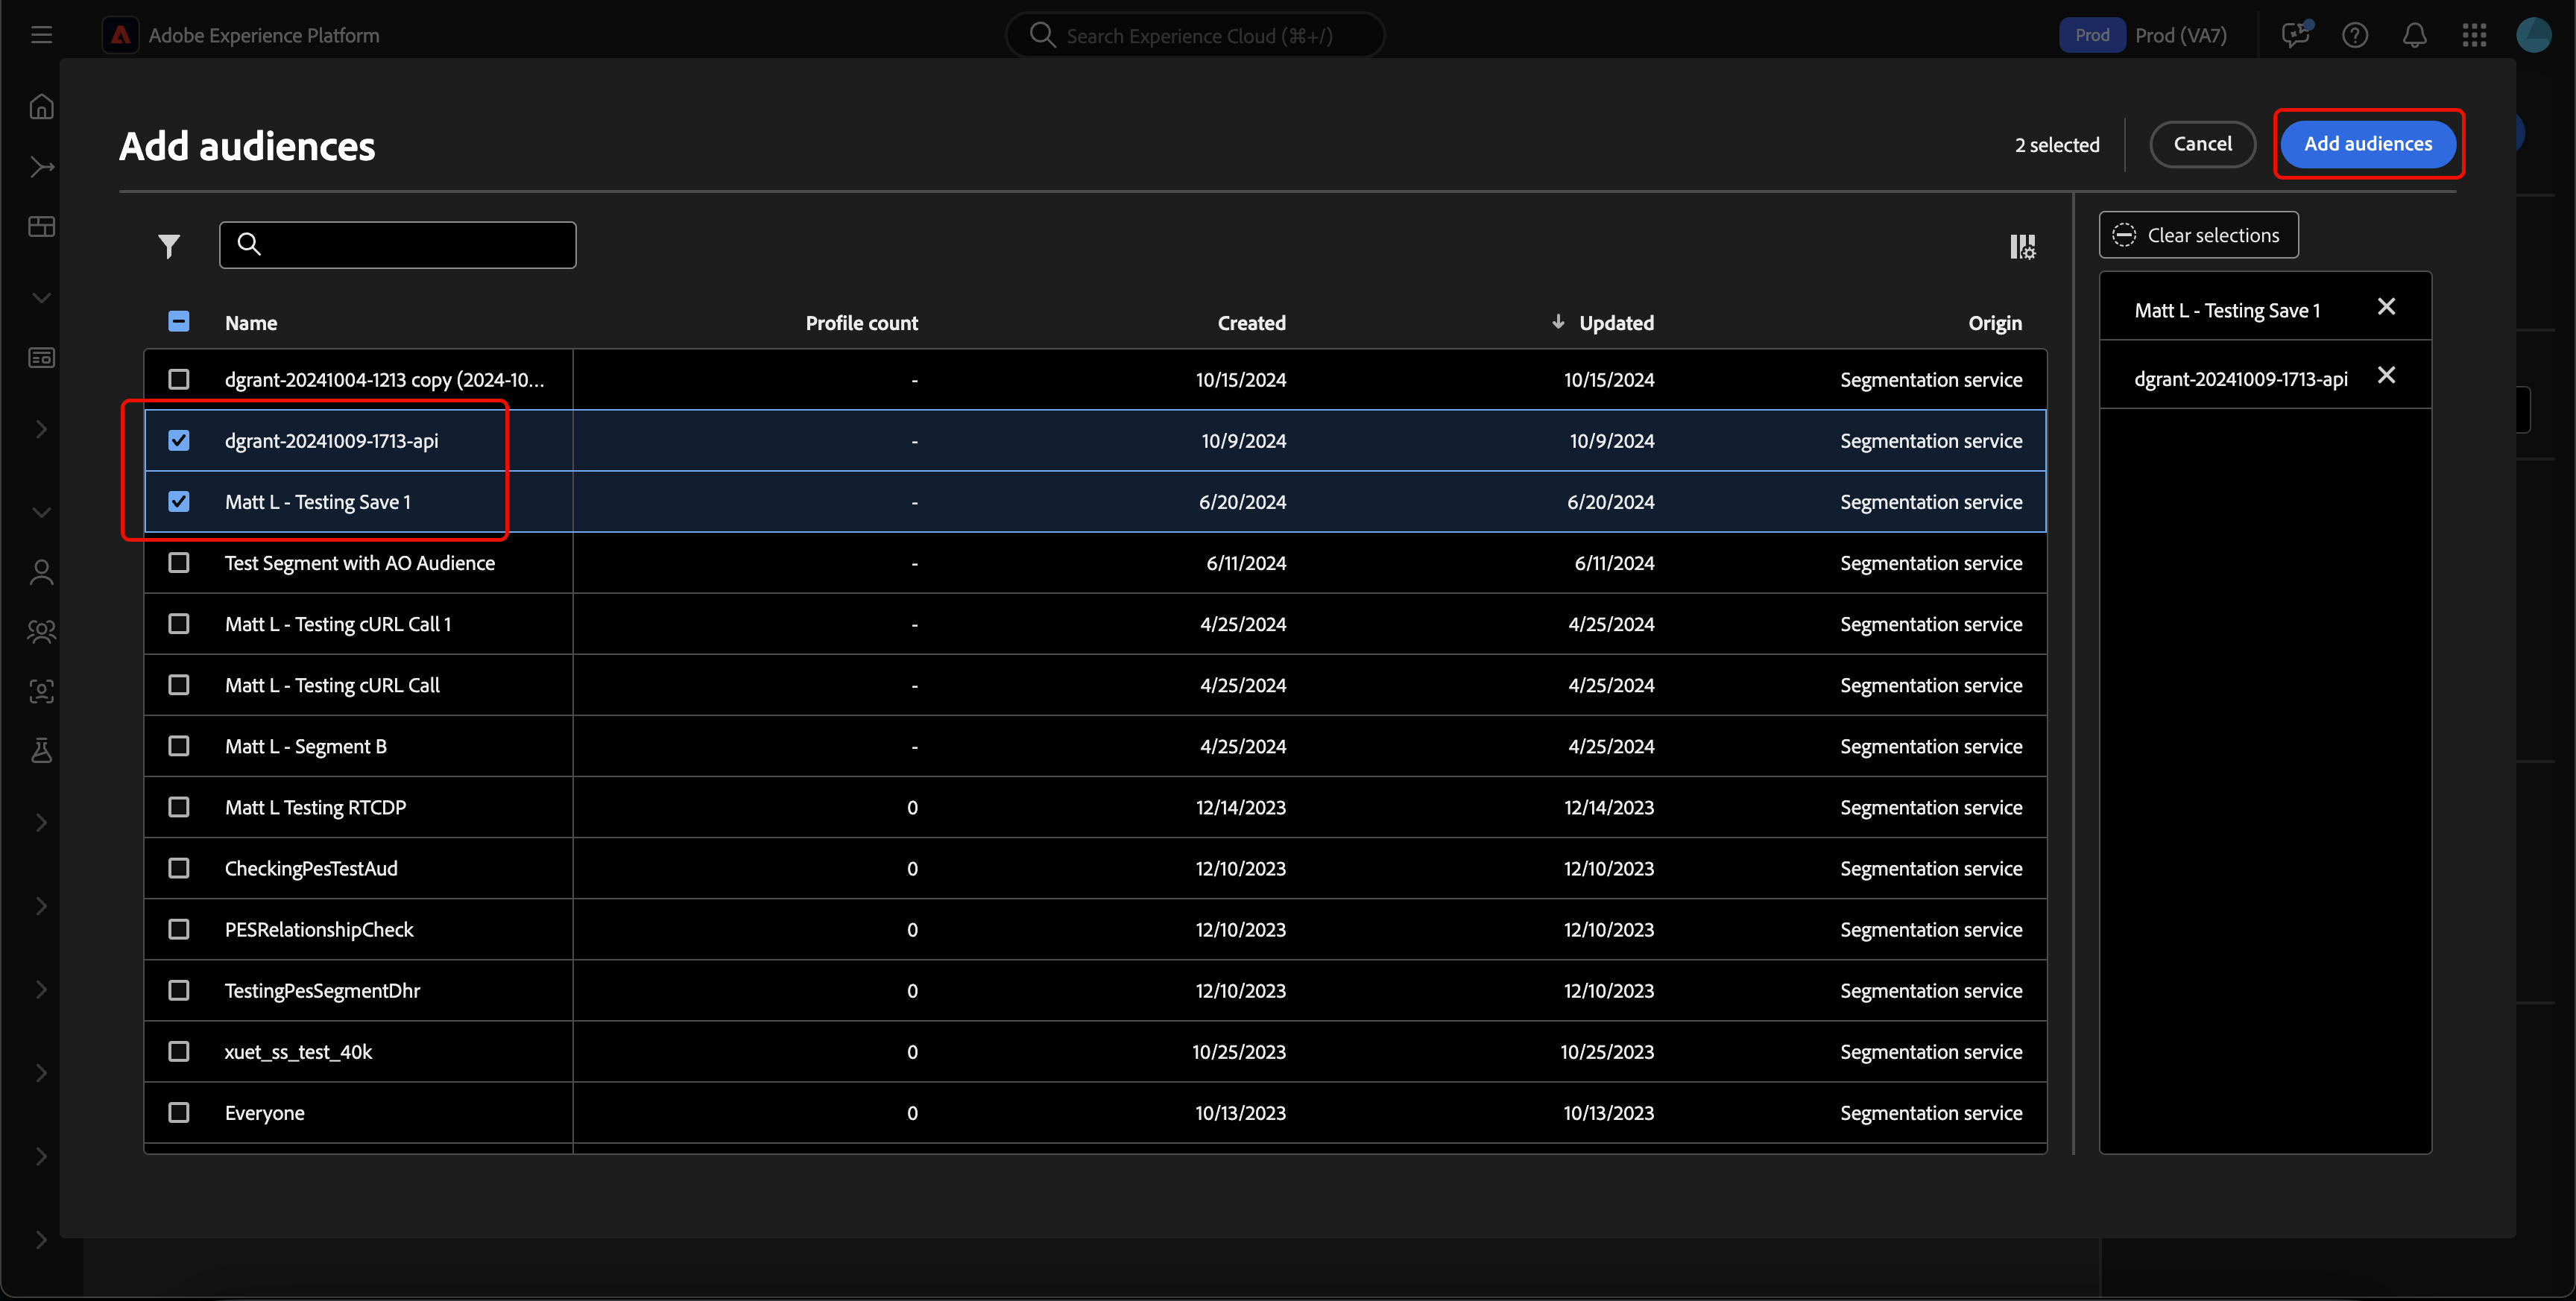 Adobe Experience Platform
Search Experience Cloud (⌘+/)
Prod Prod (VA7)
Add audiences
2 selected
Cancel
Add audiences
Clear selections
Name Profile count Created Updated Origin
dgrant-20241004-1213 copy (2024-10... - 10/15/2024 10/15/2024 Segmentation service
dgrant-20241009-1713-api - 10/9/2024 10/9/2024 Segmentation service
Matt L - Testing Save 1 - 6/20/2024 6/20/2024 Segmentation service
Test Segment with AO Audience - 6/11/2024 6/11/2024 Segmentation service
Matt L - Testing cURL Call 1 - 4/25/2024 4/25/2024 Segmentation service
Matt L - Testing cURL Call - 4/25/2024 4/25/2024 Segmentation service
Matt L - Segment B - 4/25/2024 4/25/2024 Segmentation service
Matt L Testing RTCDP 0 12/14/2023 12/14/2023 Segmentation service
CheckingPesTestAud 0 12/10/2023 12/10/2023 Segmentation service
PESRelationshipCheck 0 12/10/2023 12/10/2023 Segmentation service
TestingPesSegmentDhr 0 12/10/2023 12/10/2023 Segmentation service
xuet_ss_test_40k 0 10/25/2023 10/25/2023 Segmentation service
Everyone 0 10/13/2023 10/13/2023 Segmentation service
Matt L - Testing Save 1
dgrant-20241009-1713-api